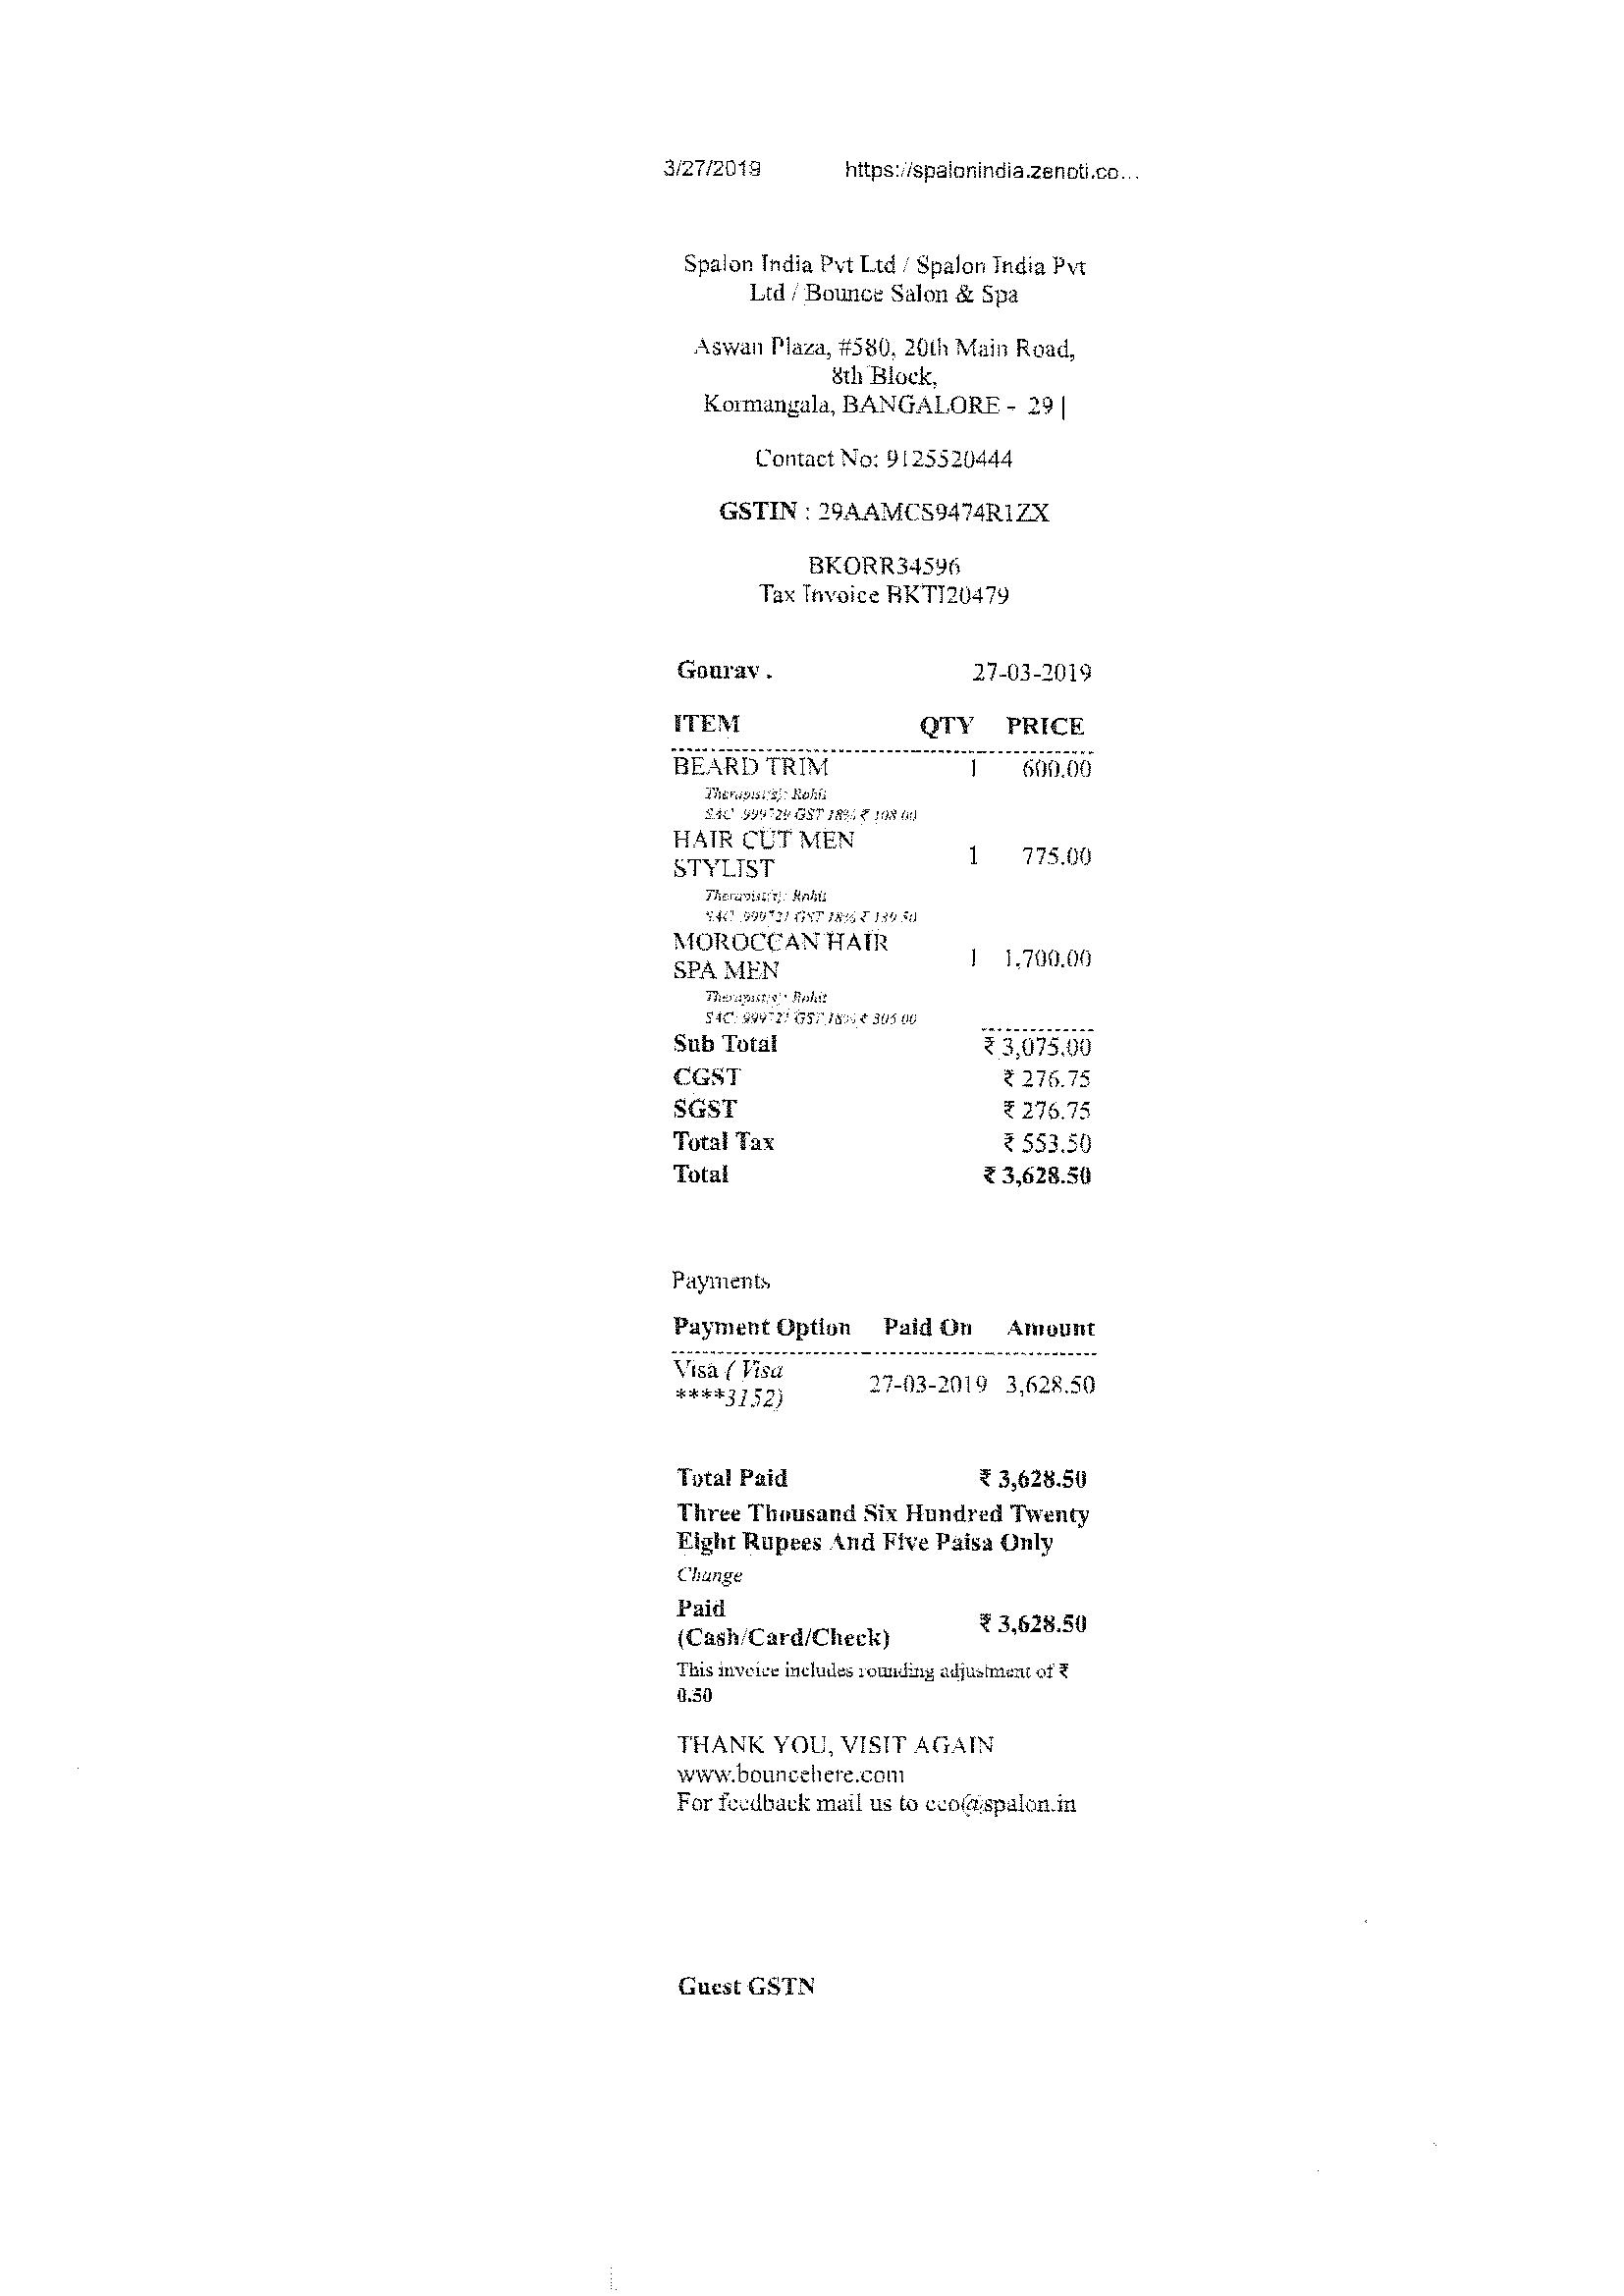 3/27/2019 https://spalonindia.zenoti.co...
Spalon India Pvt Ltd / Spalon India Pvt
Ltd / Bounce Salon & Spa
Aswan Plaza, #580, 20th Main Road,
8th Block,
Kormangala, BANGALORE - 29 |
Contact No: 9125520444
GSTIN : 29AAMCS9474R1ZX
BKORR34596
Tax Invoice BKTI20479
Gourav . 27-03-2019
ITEM QTY PRICE
BEARD TRIM 1 600.00
Therapist(s): Rohit
SAC: 999729 GST 18% ₹ 108.00
HAIR CUT MEN
STYLIST 1 775.00
Therapist(s): Rohit
SAC: 999721 GST 18% ₹ 139.50
MOROCCAN HAIR
SPA MEN 1 1,700.00
Therapist(s): Rohit
SAC: 999721 GST 18% ₹ 306.00
Sub Total ₹ 3,075.00
CGST ₹ 276.75
SGST ₹ 276.75
Total Tax ₹ 553.50
Total ₹ 3,628.50
Payments
Payment Option Paid On Amount
Visa ( Visa
****3152) 27-03-2019 3,628.50
Total Paid ₹ 3,628.50
Three Thousand Six Hundred Twenty
Eight Rupees And Five Paisa Only
Change
Paid
(Cash/Card/Check) ₹ 3,628.50
This invoice includes rounding adjustment of ₹
0.50
THANK YOU, VISIT AGAIN
www.bouncehere.com
For feedback mail us to ceo@spalon.in
Guest GSTN